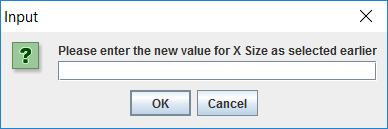 Input
Please enter the new value for X Size as selected earlier
OK
Cancel